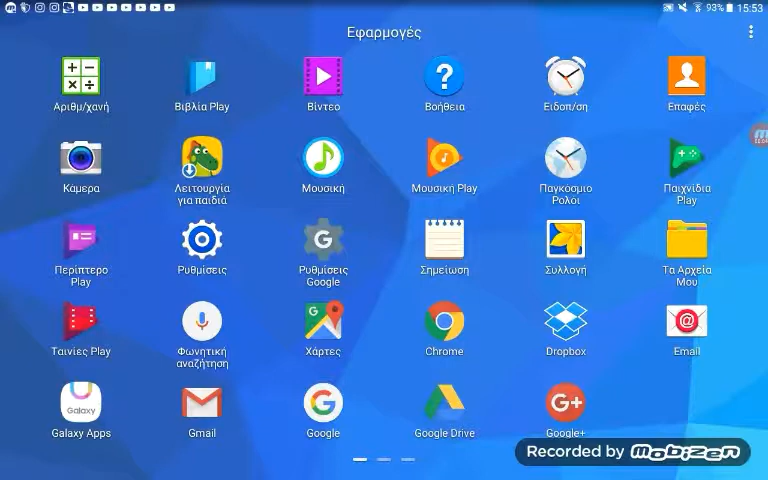 93% 15:53
Εφαρμογές
Αριθμ/χανή Βιβλία Play Βίντεο Βοήθεια Ειδοπ/ση Επαφές
Κάμερα Λειτουργία για παιδιά Μουσική Μουσική Play Παγκόσμιο Ρολόι Παιχνίδια Play
Περίπτερο Play Ρυθμίσεις Ρυθμίσεις Google Σημείωση Συλλογή Τα Αρχεία Μου
Ταινίες Play Φωνητική αναζήτηση Χάρτες Chrome Dropbox Email
Galaxy
Galaxy Apps Gmail Google Google Drive Google+
Recorded by mobizen